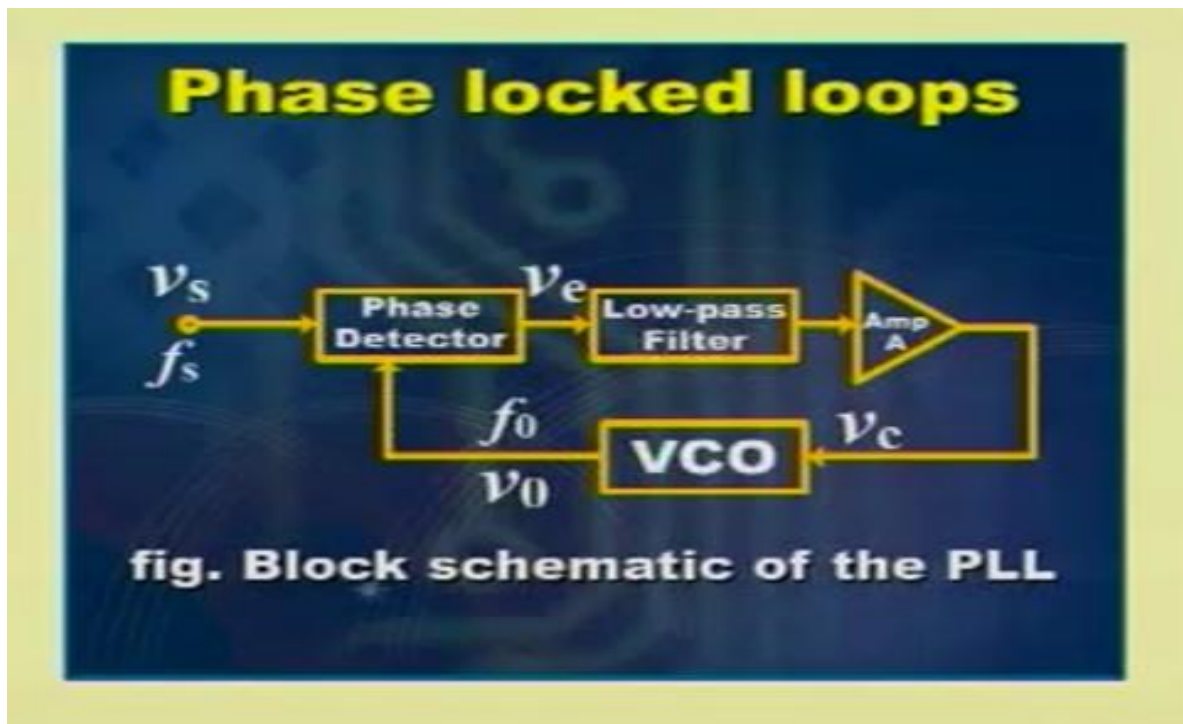 Phase locked loops
vs
fs
Phase
Detector
ve
Low-pass
Filter
Amp
A
f0
v0
VCO
vc
fig. Block schematic of the PLL